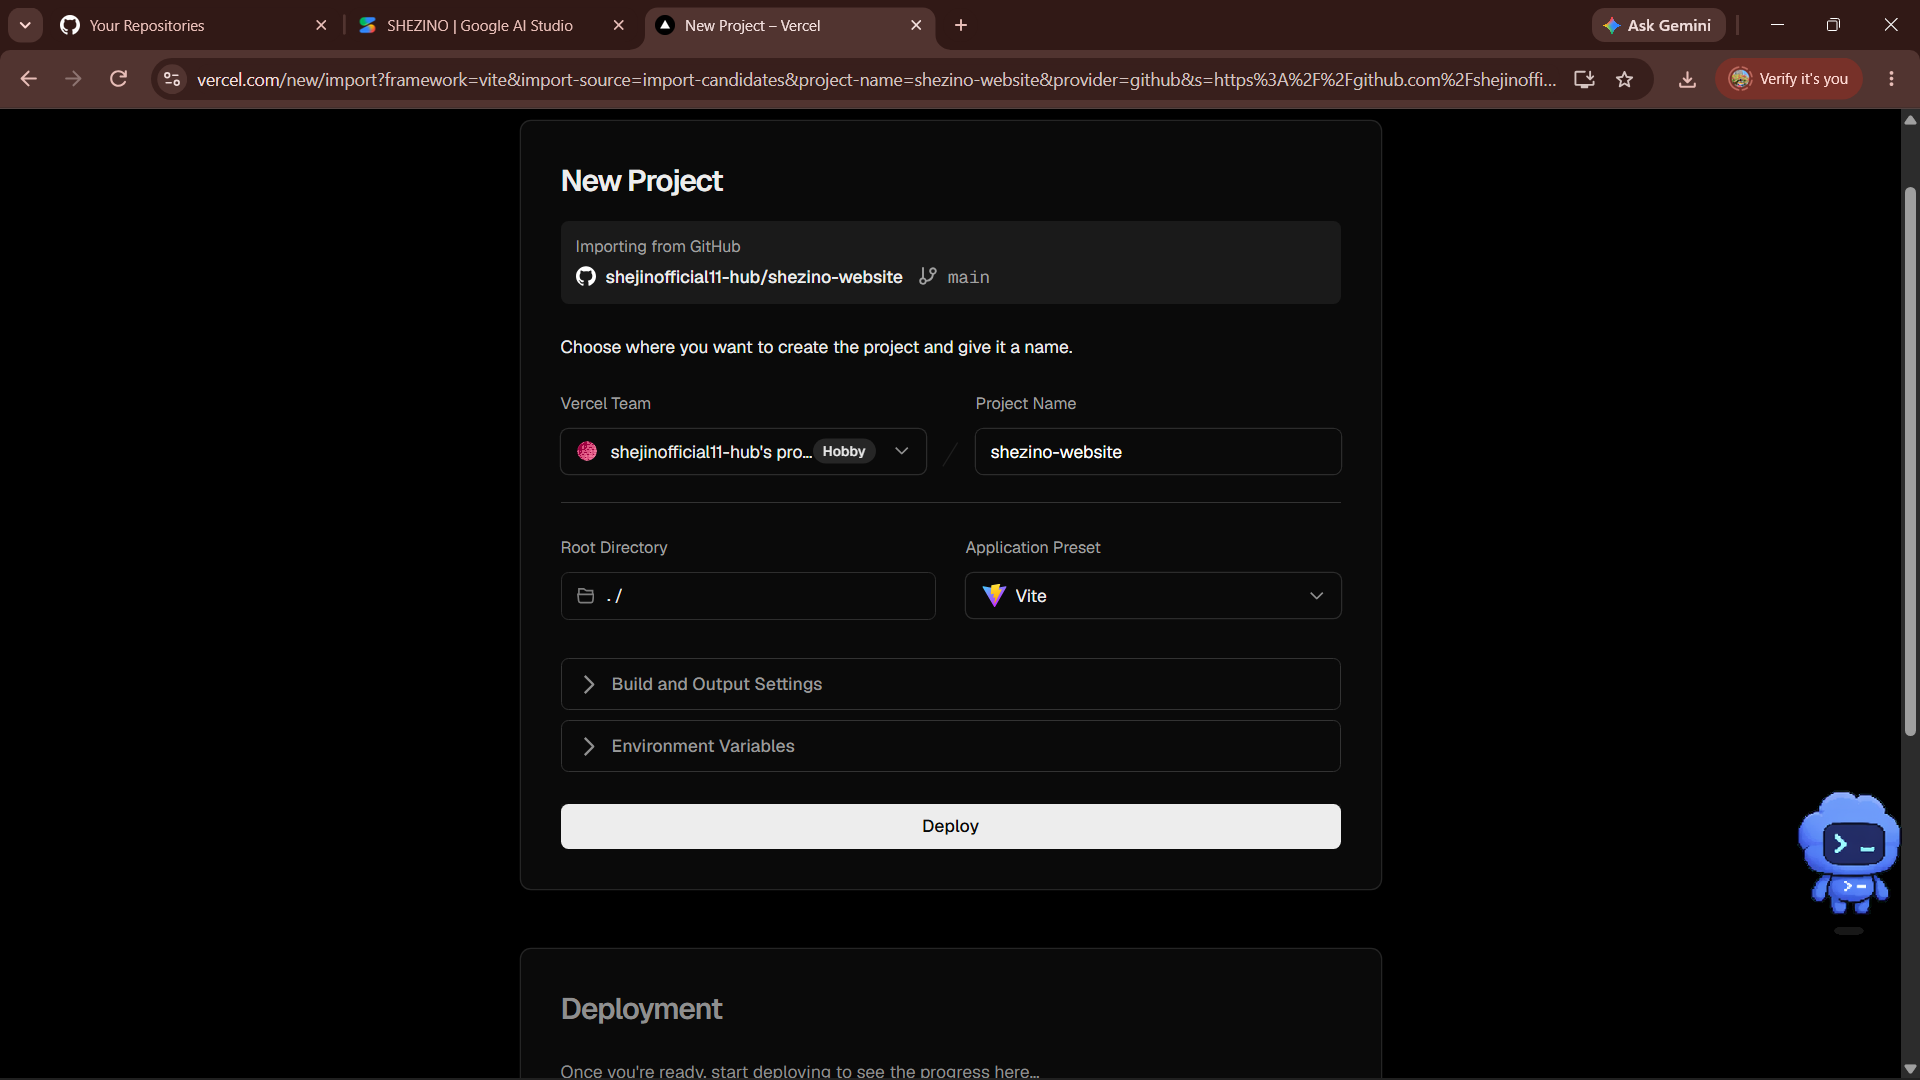 Your Repositories
SHEZINO | Google AI Studio
New Project – Vercel
Ask Gemini
vercel.com/new/import?framework=vite&import-source=import-candidates&project-name=shezino-website&provider=github&s=https%3A%2F%2Fgithub.com%2Fshejinoffi...
Verify it's you
New Project
Importing from GitHub
shejinofficial11-hub/shezino-website main
Choose where you want to create the project and give it a name.
Vercel Team
Project Name
shejinofficial11-hub's pro... Hobby
/
shezino-website
Root Directory
Application Preset
./
Vite
Build and Output Settings
Environment Variables
Deploy
Deployment
Once you're ready, start deploying to see the progress here...